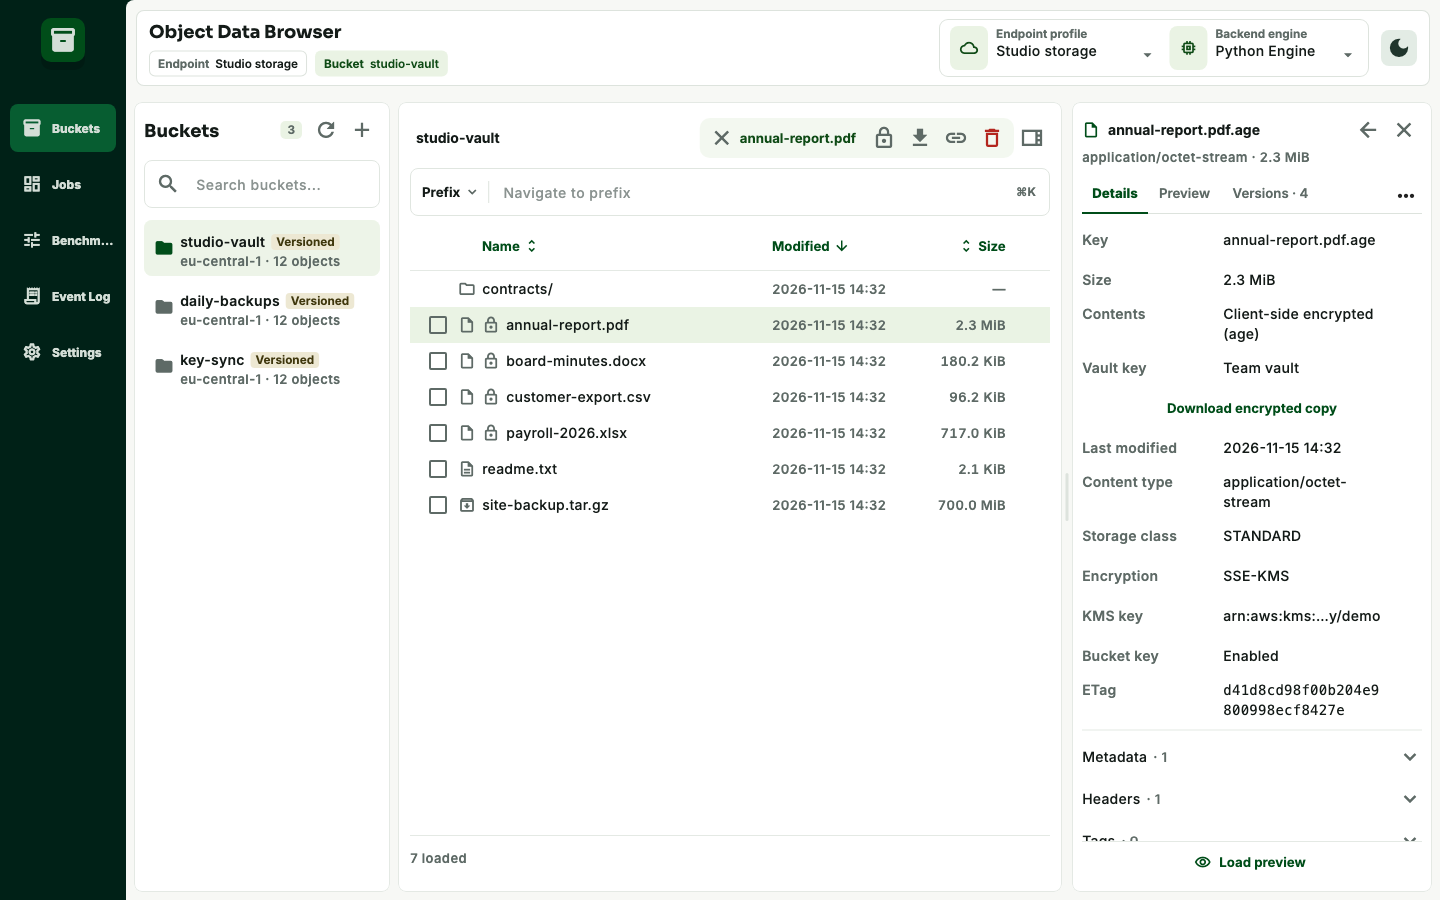 Object Data Browser
Endpoint Studio storage
Bucket studio-vault
Endpoint profile
Studio storage
Backend engine
Python Engine
Buckets
Jobs
Benchm...
Event Log
Settings
Buckets
3
Search buckets...
studio-vault Versioned
eu-central-1 · 12 objects
daily-backups Versioned
eu-central-1 · 12 objects
key-sync Versioned
eu-central-1 · 12 objects
studio-vault
annual-report.pdf
Prefix Navigate to prefix ⌘K
Name Modified Size
contracts/ 2026-11-15 14:32 —
annual-report.pdf 2026-11-15 14:32 2.3 MiB
board-minutes.docx 2026-11-15 14:32 180.2 KiB
customer-export.csv 2026-11-15 14:32 96.2 KiB
payroll-2026.xlsx 2026-11-15 14:32 717.0 KiB
readme.txt 2026-11-15 14:32 2.1 KiB
site-backup.tar.gz 2026-11-15 14:32 700.0 MiB
7 loaded
annual-report.pdf.age
application/octet-stream · 2.3 MiB
Details Preview Versions · 4
Key annual-report.pdf.age
Size 2.3 MiB
Contents Client-side encrypted
(age)
Vault key Team vault
Download encrypted copy
Last modified 2026-11-15 14:32
Content type application/octet-
stream
Storage class STANDARD
Encryption SSE-KMS
KMS key arn:aws:kms:...y/demo
Bucket key Enabled
ETag d41d8cd98f00b204e9
800998ecf8427e
Metadata · 1
Headers · 1
Tags · 0
Load preview